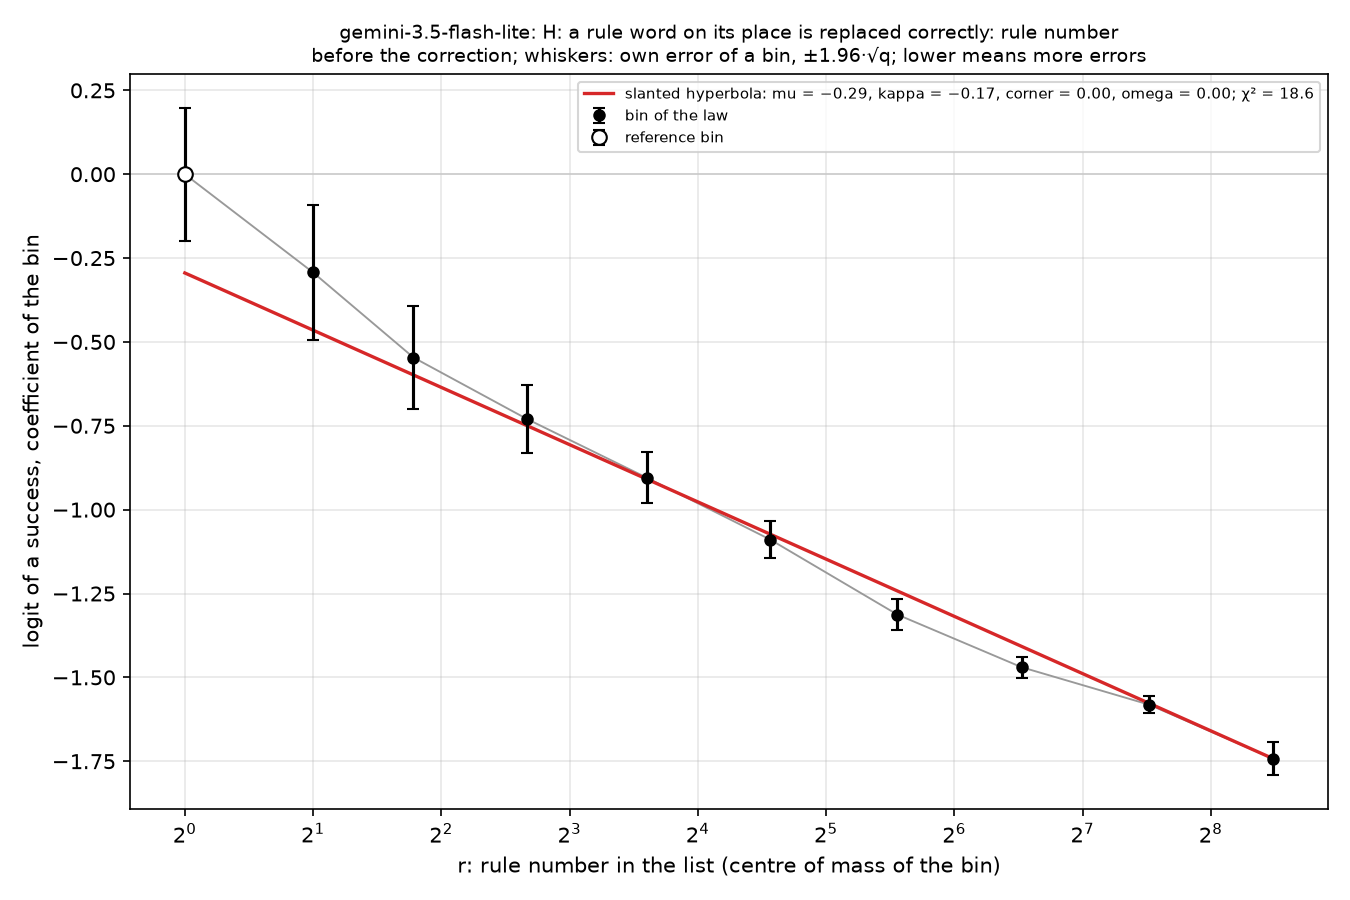 gemini-3.5-flash-lite: H: a rule word on its place is replaced correctly: rule number
before the correction; whiskers: own error of a bin, ±1.96·√q; lower means more errors
slanted hyperbola: mu = −0.29, kappa = −0.17, corner = 0.00, omega = 0.00; χ² = 18.6
bin of the law
reference bin
logit of a success, coefficient of the bin
0.25
0.00
−0.25
−0.50
−0.75
−1.00
−1.25
−1.50
−1.75
2⁰ 2¹ 2² 2³ 2⁴ 2⁵ 2⁶ 2⁷ 2⁸
r: rule number in the list (centre of mass of the bin)